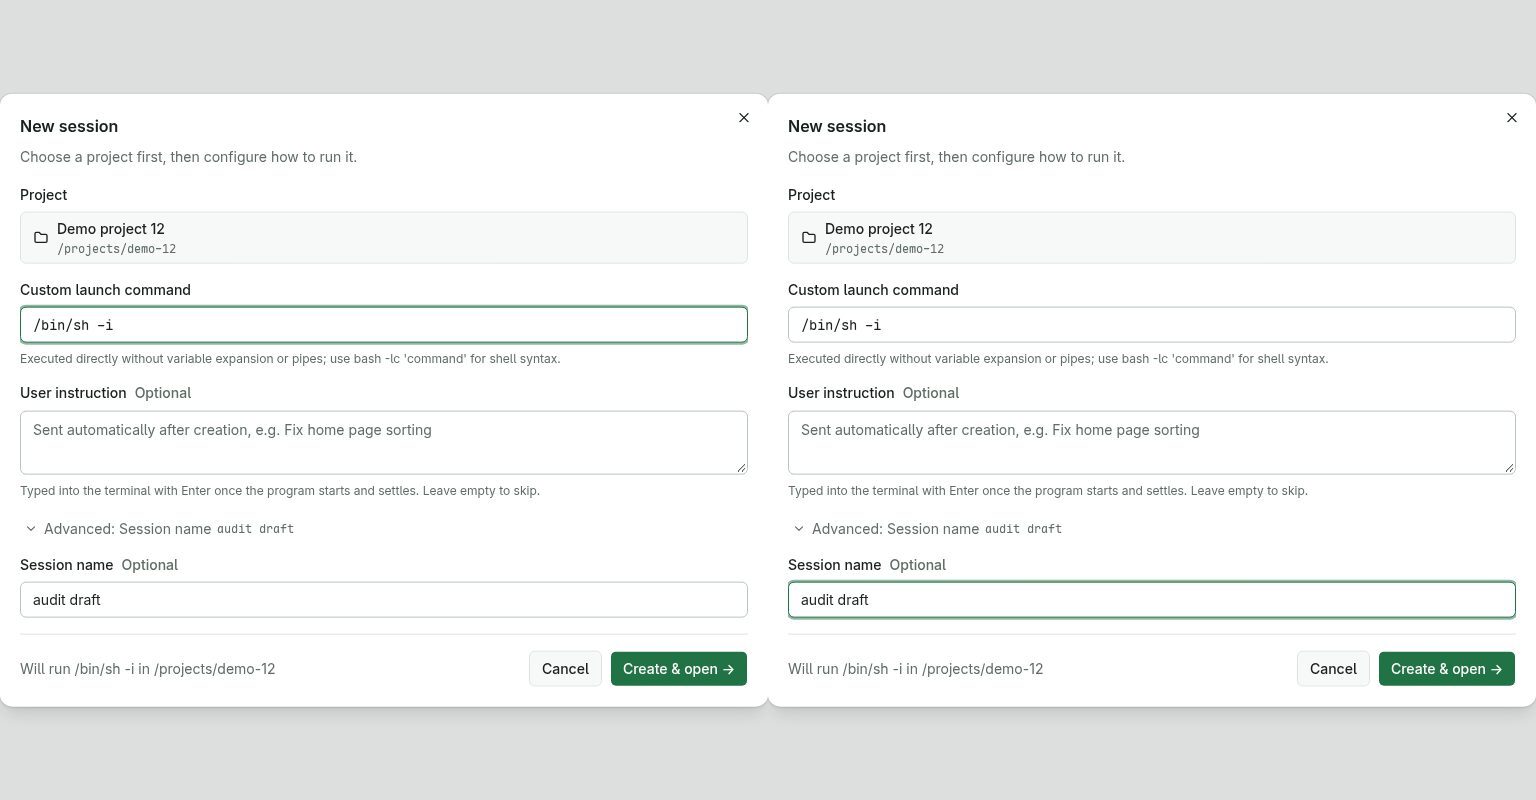 New session
Choose a project first, then configure how to run it.
Project
Demo project 12
/projects/demo-12
Custom launch command
/bin/sh -i
Executed directly without variable expansion or pipes; use bash -lc 'command' for shell syntax.
User instruction Optional
Sent automatically after creation, e.g. Fix home page sorting
Typed into the terminal with Enter once the program starts and settles. Leave empty to skip.
Advanced: Session name audit draft
Session name Optional
audit draft
Will run /bin/sh -i in /projects/demo-12
Cancel
Create & open →
New session
Choose a project first, then configure how to run it.
Project
Demo project 12
/projects/demo-12
Custom launch command
/bin/sh -i
Executed directly without variable expansion or pipes; use bash -lc 'command' for shell syntax.
User instruction Optional
Sent automatically after creation, e.g. Fix home page sorting
Typed into the terminal with Enter once the program starts and settles. Leave empty to skip.
Advanced: Session name audit draft
Session name Optional
audit draft
Will run /bin/sh -i in /projects/demo-12
Cancel
Create & open →